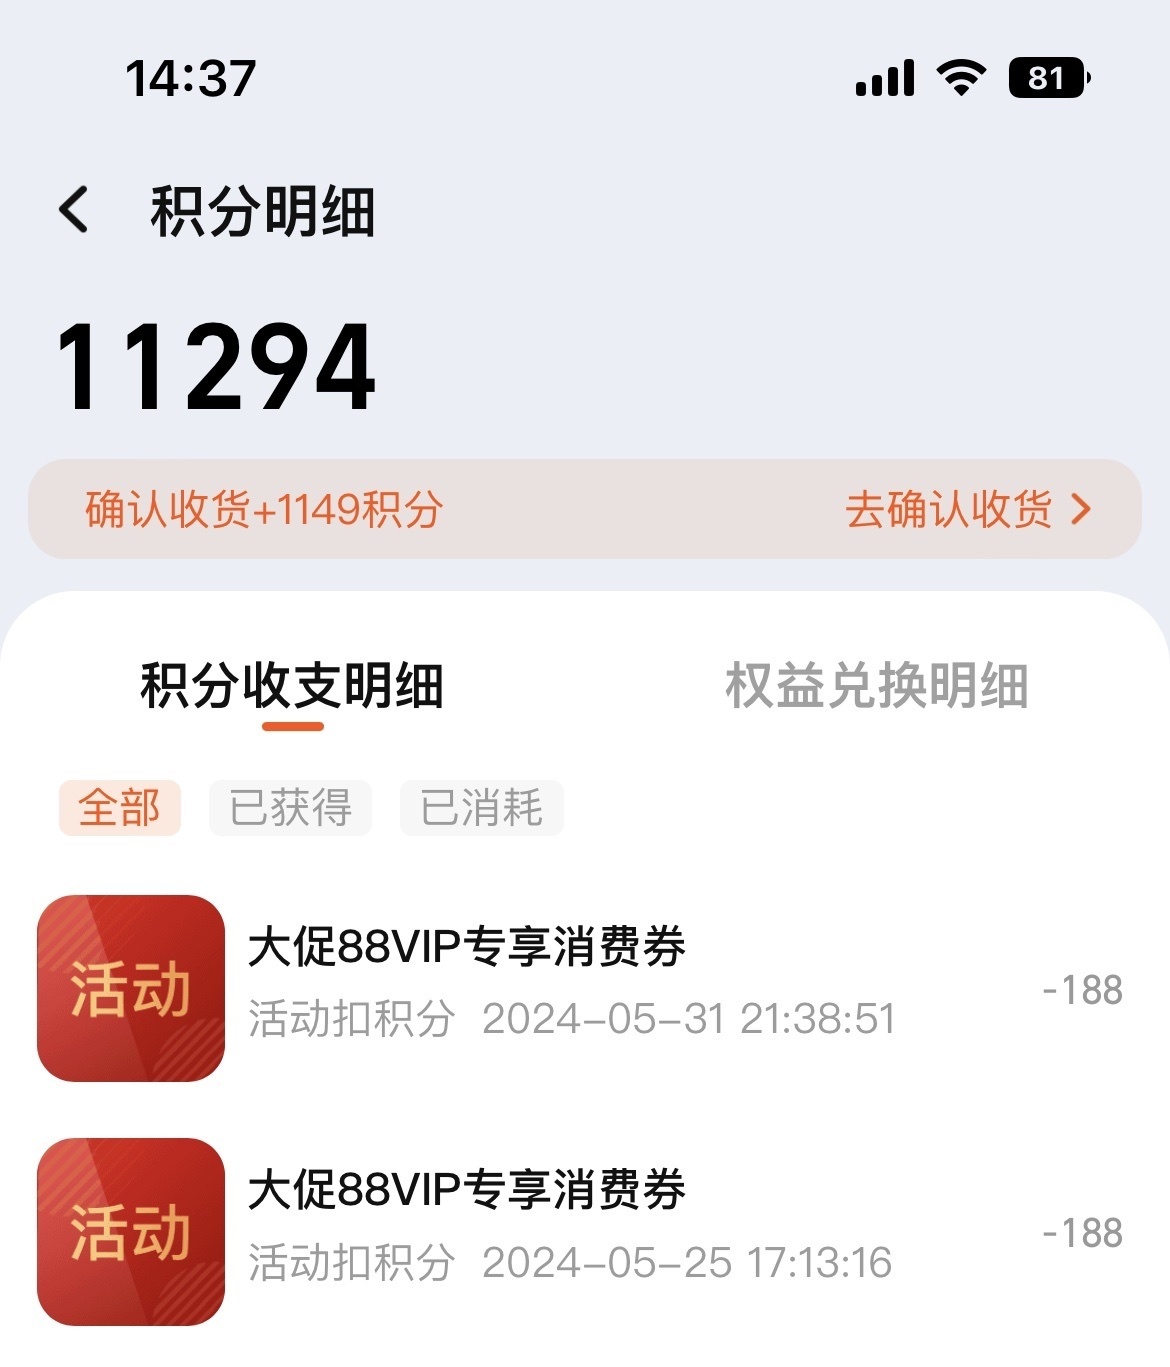 14:37 81
积分明细
11294
确认收货+1149积分 去确认收货
积分收支明细 权益兑换明细
全部 已获得 已消耗
活动
大促88VIP专享消费券
活动扣积分 2024-05-31 21:38:51
-188
活动
大促88VIP专享消费券
活动扣积分 2024-05-25 17:13:16
-188